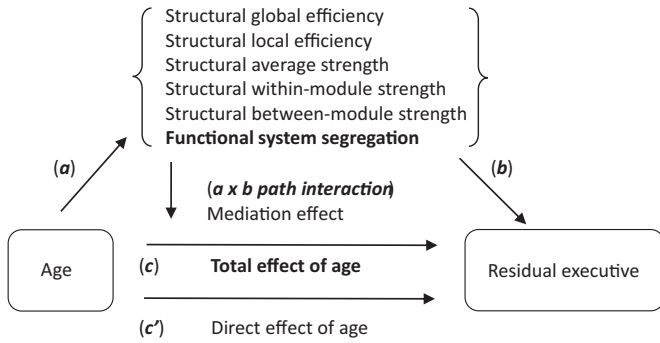 Structural global efficiency
Structural local efficiency
Structural average strength
Structural within-module strength
Structural between-module strength
Functional system segregation
(a)
(b)
(a x b path interaction)
Mediation effect
Age
(c) Total effect of age
Residual executive
(c’) Direct effect of age